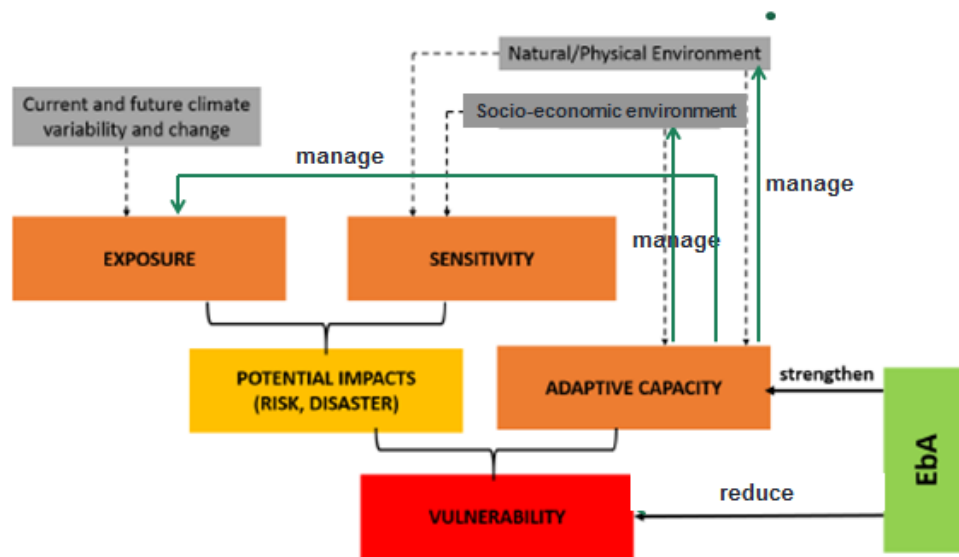 Natural/Physical Environment
Current and future climate
variability and change
Socio-economic environment
manage
manage
manage
EXPOSURE
SENSITIVITY
POTENTIAL IMPACTS
(RISK, DISASTER)
ADAPTIVE CAPACITY
strengthen
EbA
reduce
VULNERABILITY